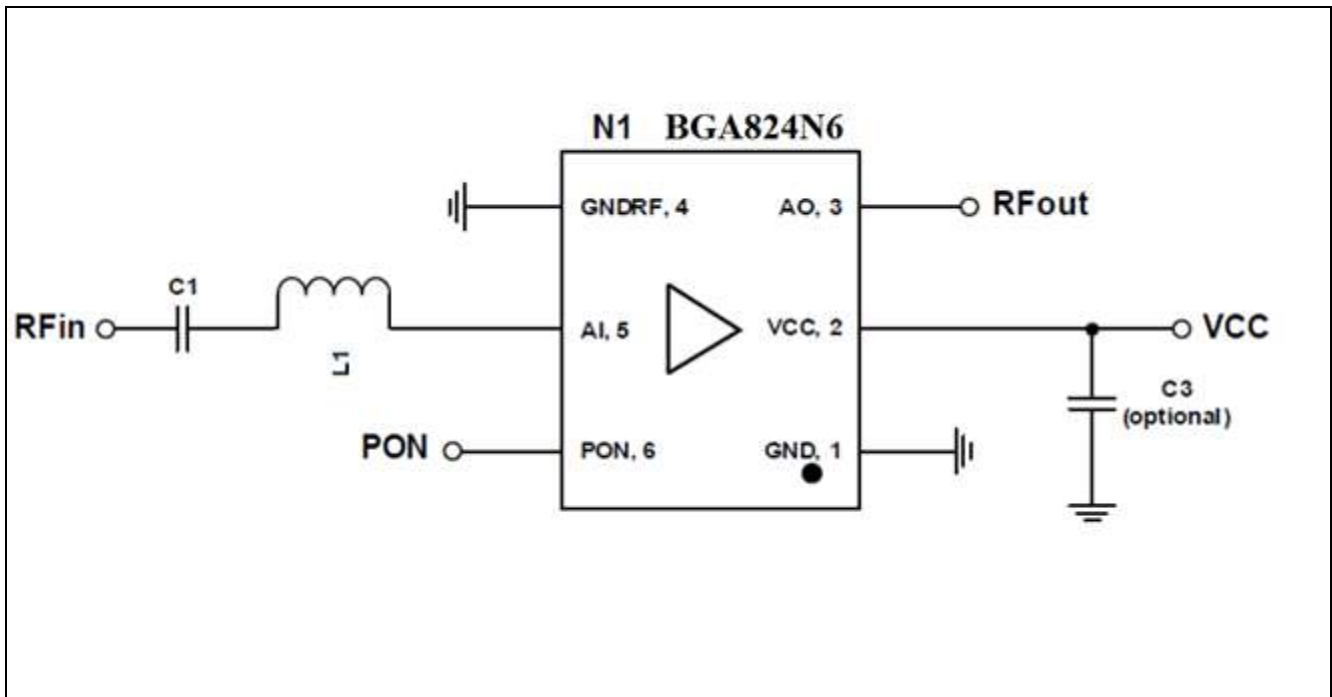 N1 BGA824N6
GNDRF, 4
AO, 3
RFout
C1
RFin
L1
AI, 5
VCC, 2
VCC
C3
(optional)
PON
PON, 6
GND, 1